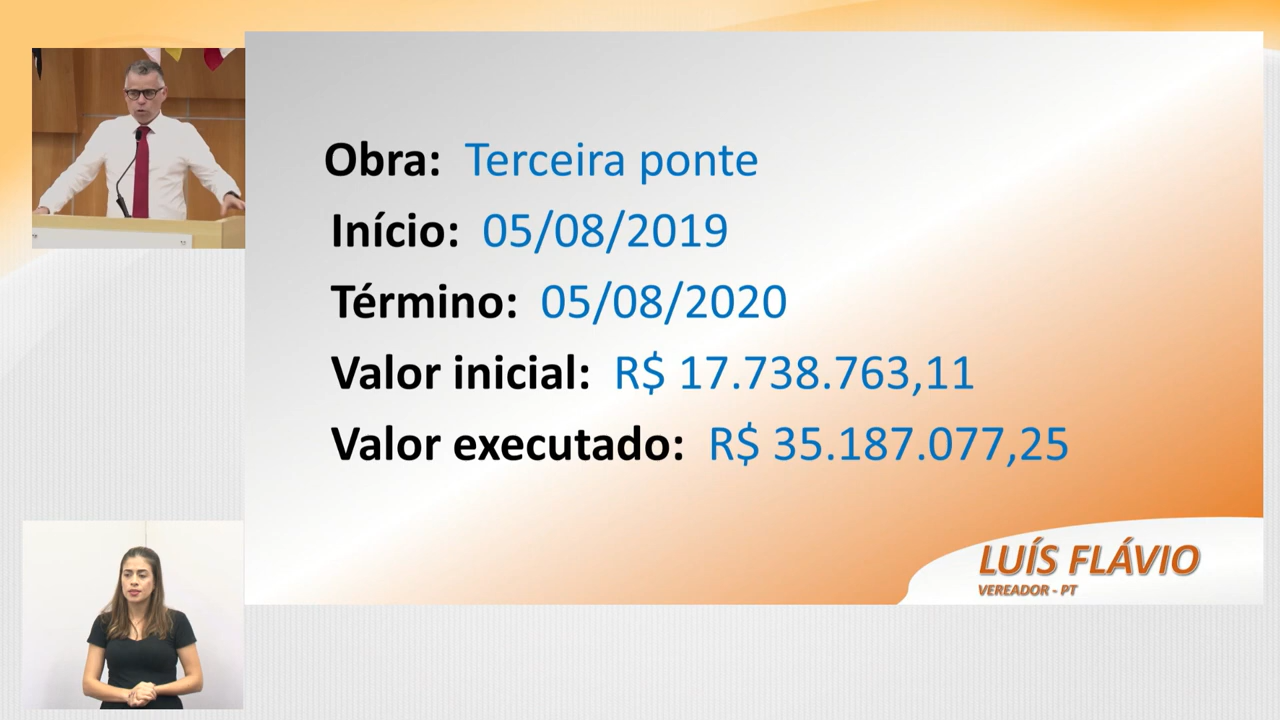 Obra: Terceira ponte
Início: 05/08/2019
Término: 05/08/2020
Valor inicial: R$ 17.738.763,11
Valor executado: R$ 35.187.077,25
LUÍS FLÁVIO
VEREADOR - PT